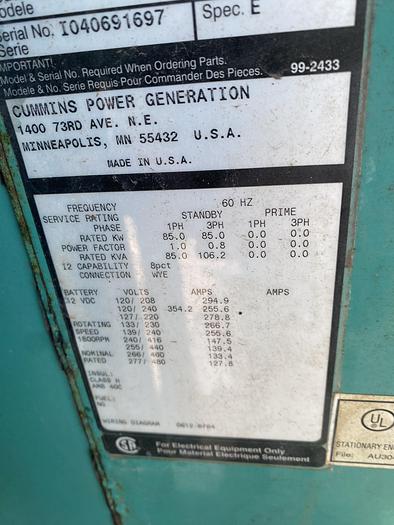 Modele
Serial No: I040691697 Spec. E
Serie
IMPORTANT!
Model & Serial No. Required When Ordering Parts.
Modele & No. Serie Requis Pour Commander Des Pieces. 99-2433
CUMMINS POWER GENERATION
1400 73RD AVE. N.E.
MINNEAPOLIS, MN 55432 U.S.A.
MADE IN U.S.A.
FREQUENCY 60 HZ
SERVICE RATING STANDBY PRIME
PHASE 1PH 3PH 1PH 3PH
RATED KW 85.0 85.0 0.0 0.0
POWER FACTOR 1.0 0.8 0.0 0.0
RATED KVA 85.0 106.2 0.0 0.0
12 CAPABILITY 8pct
CONNECTION WYE
BATTERY VOLTS AMPS AMPS
12 VDC 120/ 208 294.9
120/ 240 354.2 255.6
127/ 220 278.8
ROTATING 133/ 230 266.7
SPEED 139/ 240 255.6
1800RPM 240/ 416 147.5
255/ 440 139.4
NOMINAL 266/ 460 133.4
RATED 277/ 480 127.8
INSUL:
CLASS H
AMB 40C
FUEL:
NO
WIRING DIAGRAM 0612-6704
For Electrical Equipment Only
Pour Material Electrique Seulement
UL
STATIONARY EN
File: AU30